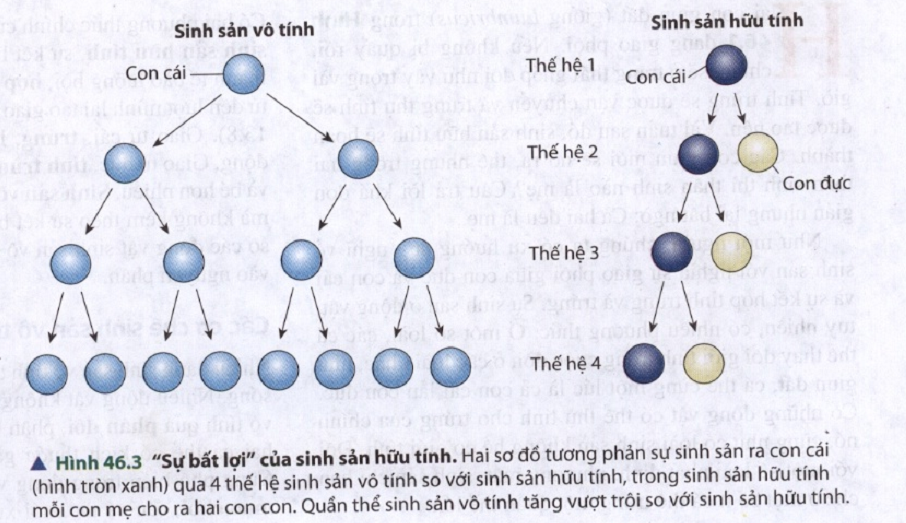 Sinh sản vô tính
Con cái
Sinh sản hữu tính
Thế hệ 1
Con cái
Thế hệ 2
Con đực
Thế hệ 3
Thế hệ 4
▲ Hình 46.3 "Sự bất lợi" của sinh sản hữu tính. Hai sơ đồ tương phản sự sinh sản ra con cái
(hình tròn xanh) qua 4 thế hệ sinh sản vô tính so với sinh sản hữu tính, trong sinh sản hữu tính
mỗi con mẹ cho ra hai con con. Quần thể sinh sản vô tính tăng vượt trội so với sinh sản hữu tính.